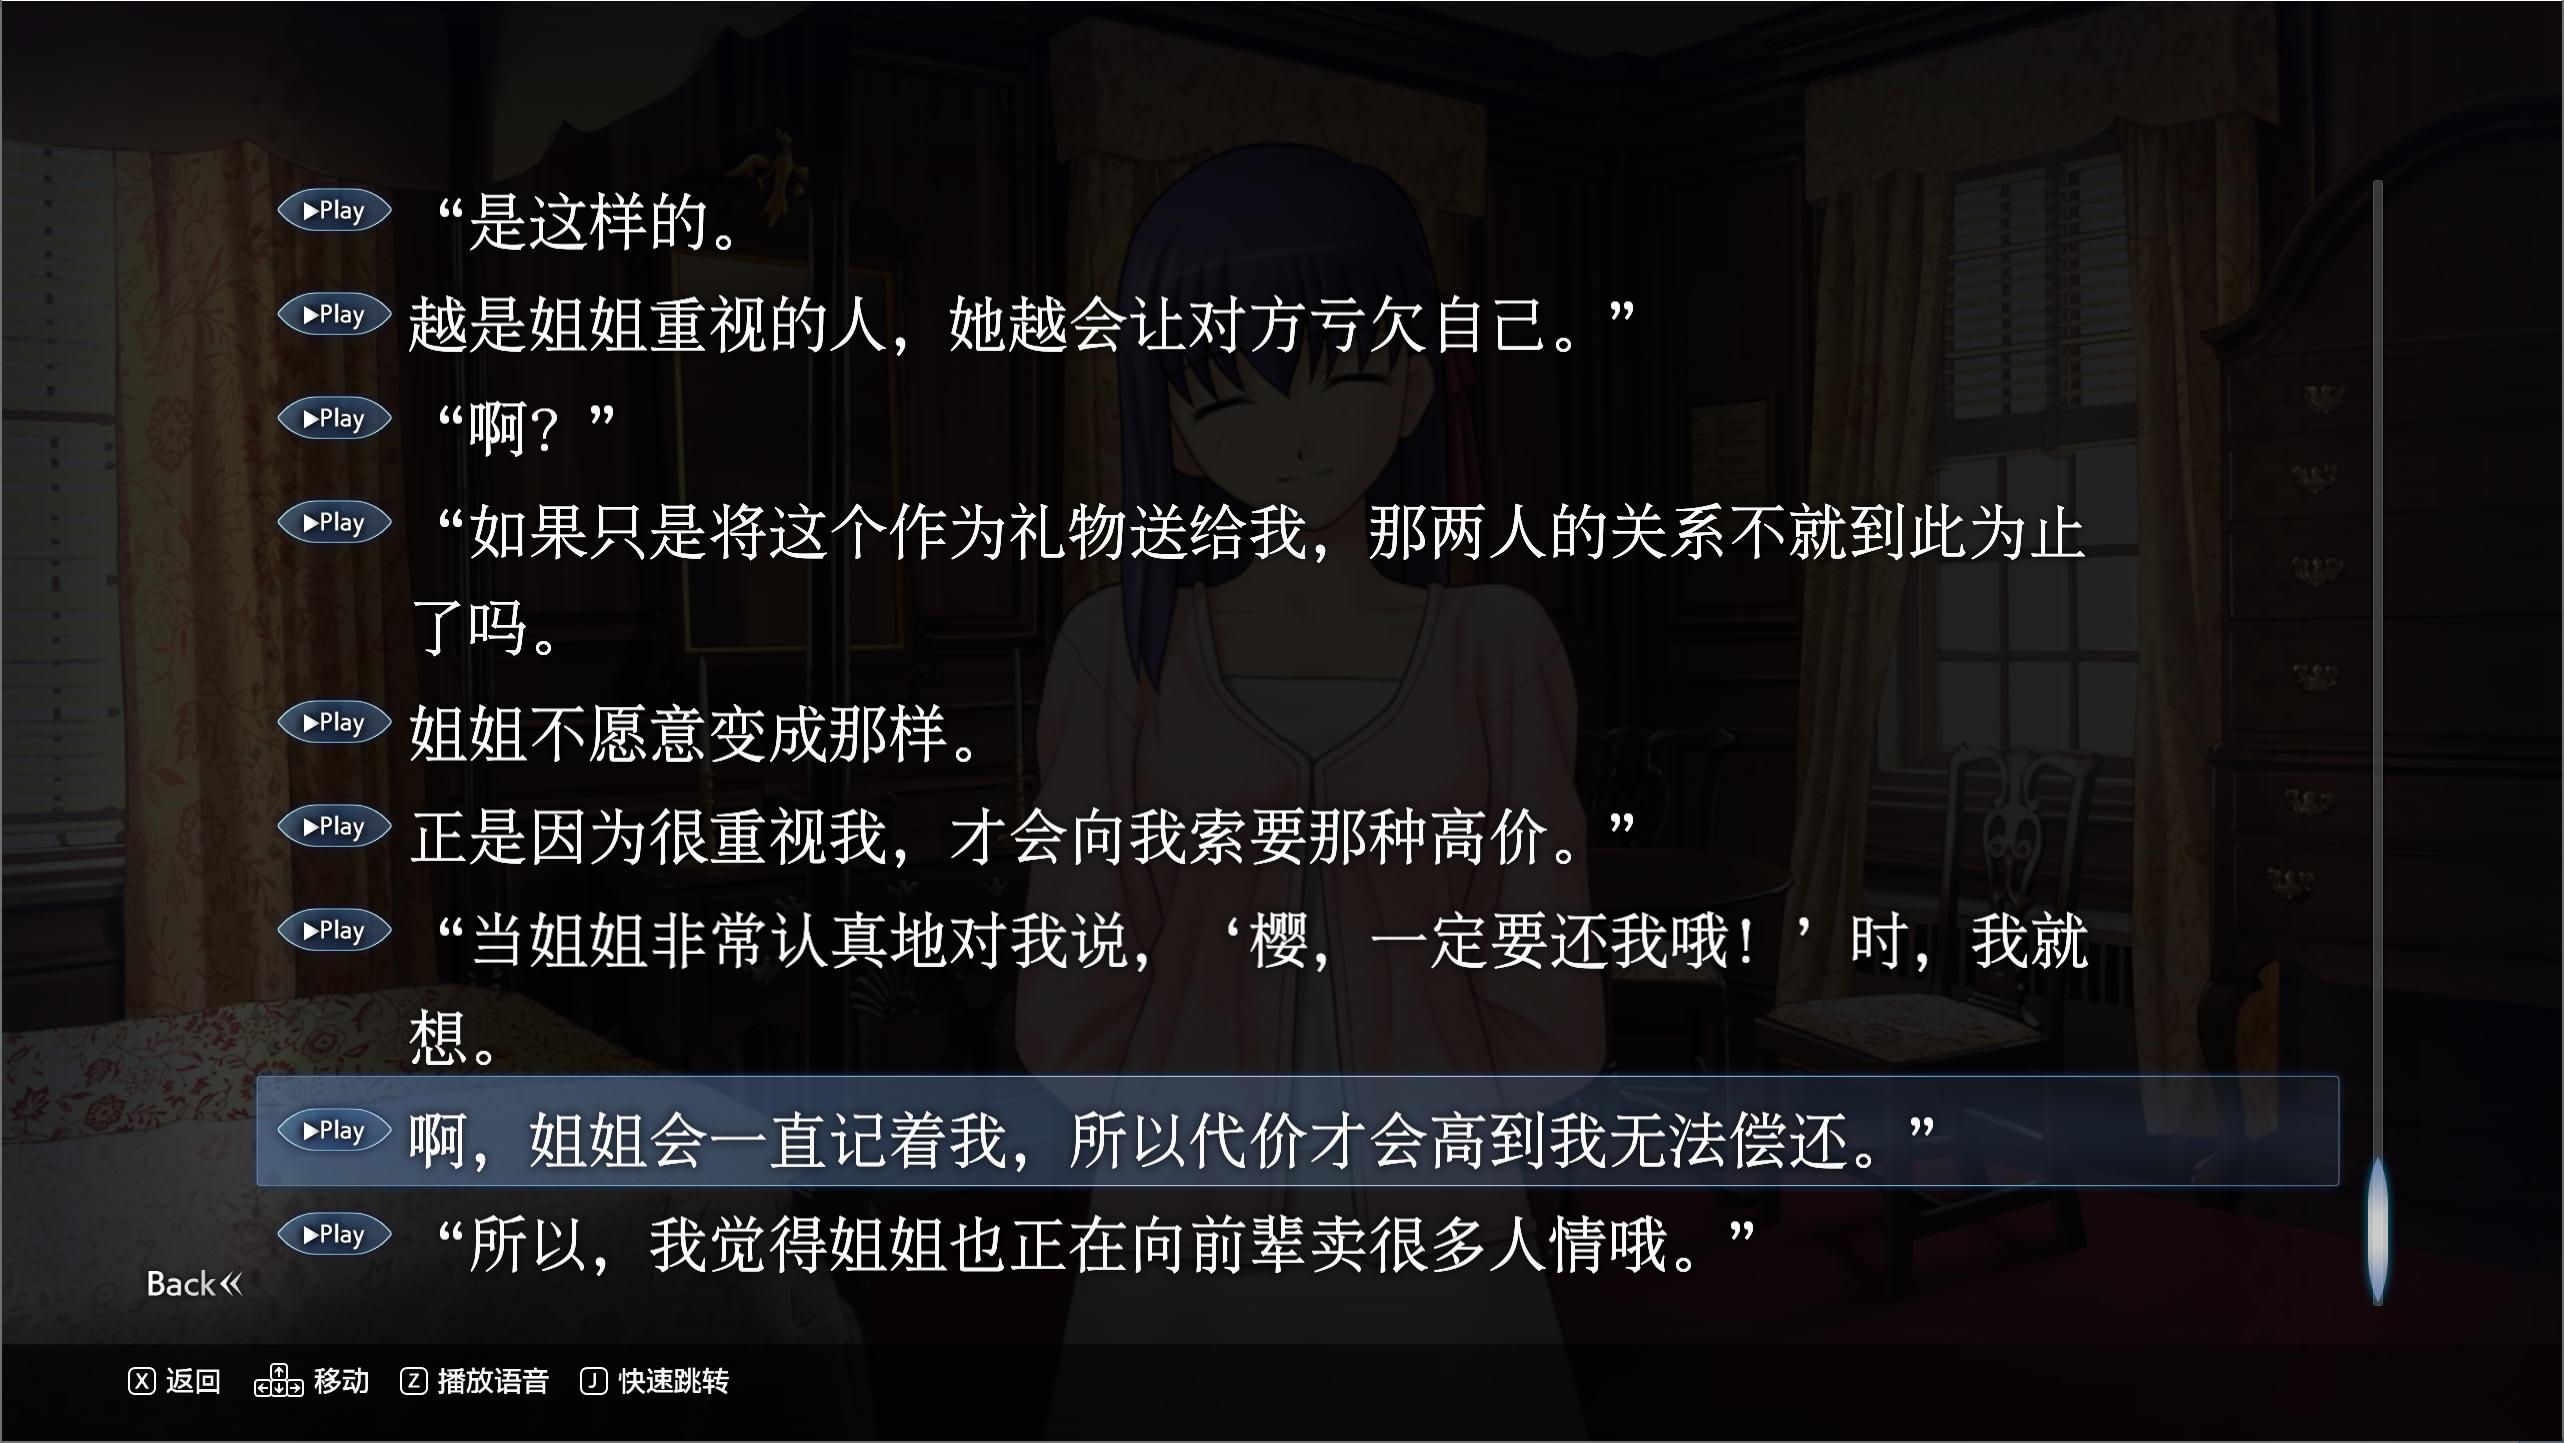 ▶Play “是这样的。
▶Play 越是姐姐重视的人，她越会让对方亏欠自己。”
▶Play “啊？”
▶Play “如果只是将这个作为礼物送给我，那两人的关系不就到此为止
了吗。
▶Play 姐姐不愿意变成那样。
▶Play 正是因为很重视我，才会向我索要那种高价。”
▶Play “当姐姐非常认真地对我说，‘樱，一定要还我哦！’时，我就
想。
▶Play 啊，姐姐会一直记着我，所以代价才会高到我无法偿还。”
▶Play “所以，我觉得姐姐也正在向前辈卖很多人情哦。”
Back«
X 返回 移动 Z 播放语音 J 快速跳转